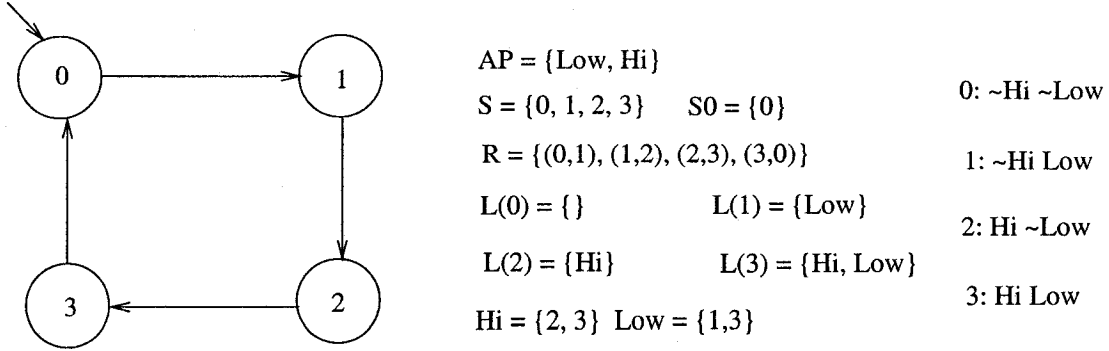 0
1
3
2
AP = {Low, Hi}
S = {0, 1, 2, 3} S0 = {0}
R = {(0,1), (1,2), (2,3), (3,0)}
L(0) = {} L(1) = {Low}
L(2) = {Hi} L(3) = {Hi, Low}
Hi = {2, 3} Low = {1,3}
0: ~Hi ~Low
1: ~Hi Low
2: Hi ~Low
3: Hi Low